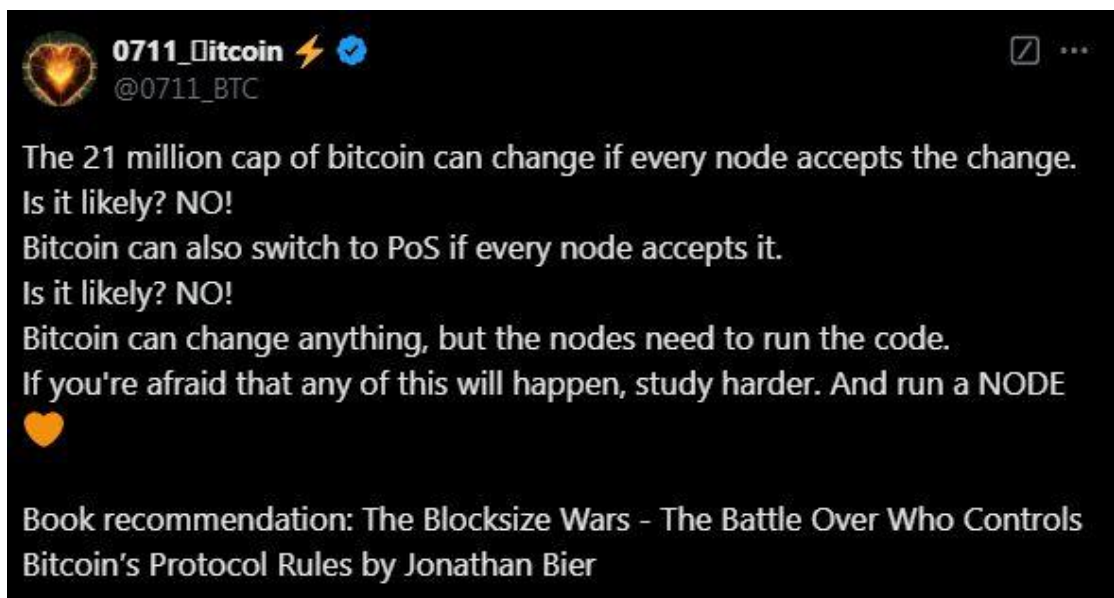 0711_▯itcoin ⚡
@0711_BTC
The 21 million cap of bitcoin can change if every node accepts the change.
Is it likely? NO!
Bitcoin can also switch to PoS if every node accepts it.
Is it likely? NO!
Bitcoin can change anything, but the nodes need to run the code.
If you're afraid that any of this will happen, study harder. And run a NODE
🧡
Book recommendation: The Blocksize Wars - The Battle Over Who Controls
Bitcoin’s Protocol Rules by Jonathan Bier